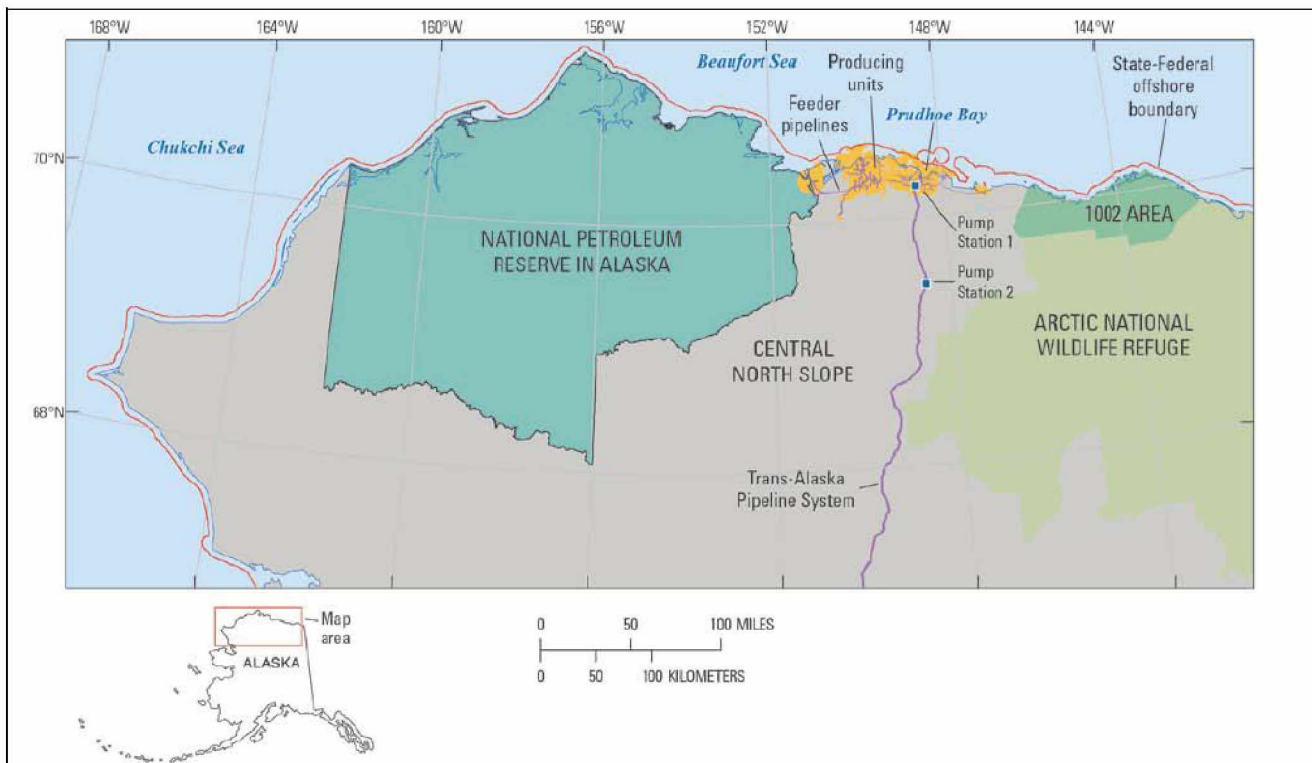 168°W
164°W
160°W
156°W
152°W
148°W
144°W
Beaufort Sea
Producing
units
State-Federal
offshore
boundary
Feeder
pipelines
Prudhoe Bay
Chukchi Sea
70°N
1002 AREA
Pump
Station 1
NATIONAL PETROLEUM
RESERVE IN ALASKA
Pump
Station 2
ARCTIC NATIONAL
WILDLIFE REFUGE
CENTRAL
NORTH SLOPE
68°N
Trans-Alaska
Pipeline System
Map
area
ALASKA
0 50 100 MILES
0 50 100 KILOMETERS